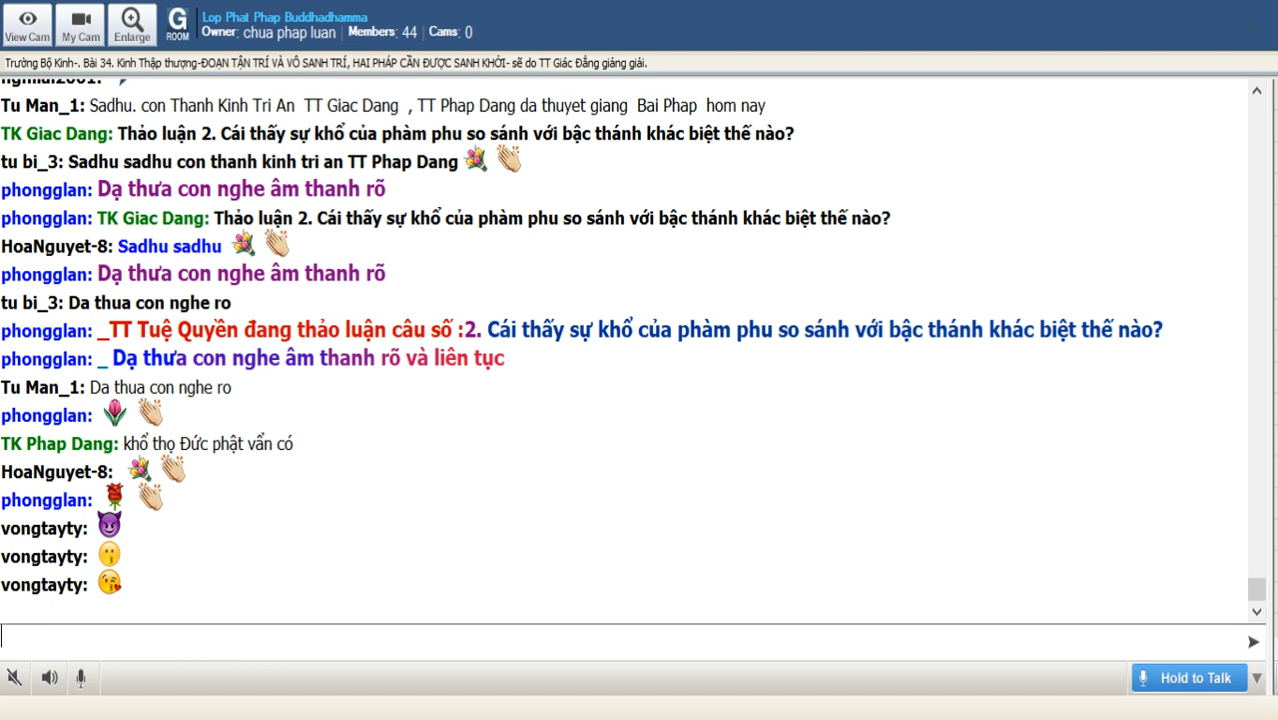 View Cam
My Cam
Enlarge
G
ROOM
Lop Phat Phap Buddhadhamma
Owner: chua phap luan | Members: 44 | Cams: 0
Trường Bộ Kinh-. Bài 34. Kinh Thập thượng-ĐOẠN TẬN TRÍ VÀ VÔ SANH TRÍ, HAI PHÁP CẦN ĐƯỢC SANH KHỞI- sẽ do TT Giác Đẳng giảng giải.
Tu Man_1: Sadhu. con Thanh Kinh Tri An TT Giac Dang , TT Phap Dang da thuyet giang Bai Phap hom nay
TK Giac Dang: Thảo luận 2. Cái thấy sự khổ của phàm phu so sánh với bậc thánh khác biệt thế nào?
tu bi_3: Sadhu sadhu con thanh kinh tri an TT Phap Dang
phongglan: Dạ thưa con nghe âm thanh rõ
phongglan: TK Giac Dang: Thảo luận 2. Cái thấy sự khổ của phàm phu so sánh với bậc thánh khác biệt thế nào?
HoaNguyet-8: Sadhu sadhu
phongglan: Dạ thưa con nghe âm thanh rõ
tu bi_3: Da thua con nghe ro
phongglan: _TT Tuệ Quyền đang thảo luận câu số :2. Cái thấy sự khổ của phàm phu so sánh với bậc thánh khác biệt thế nào?
phongglan: _ Dạ thưa con nghe âm thanh rõ và liên tục
Tu Man_1: Da thua con nghe ro
phongglan:
TK Phap Dang: khổ thọ Đức phật vẩn có
HoaNguyet-8:
phongglan:
vongtayty:
vongtayty:
vongtayty:
Hold to Talk